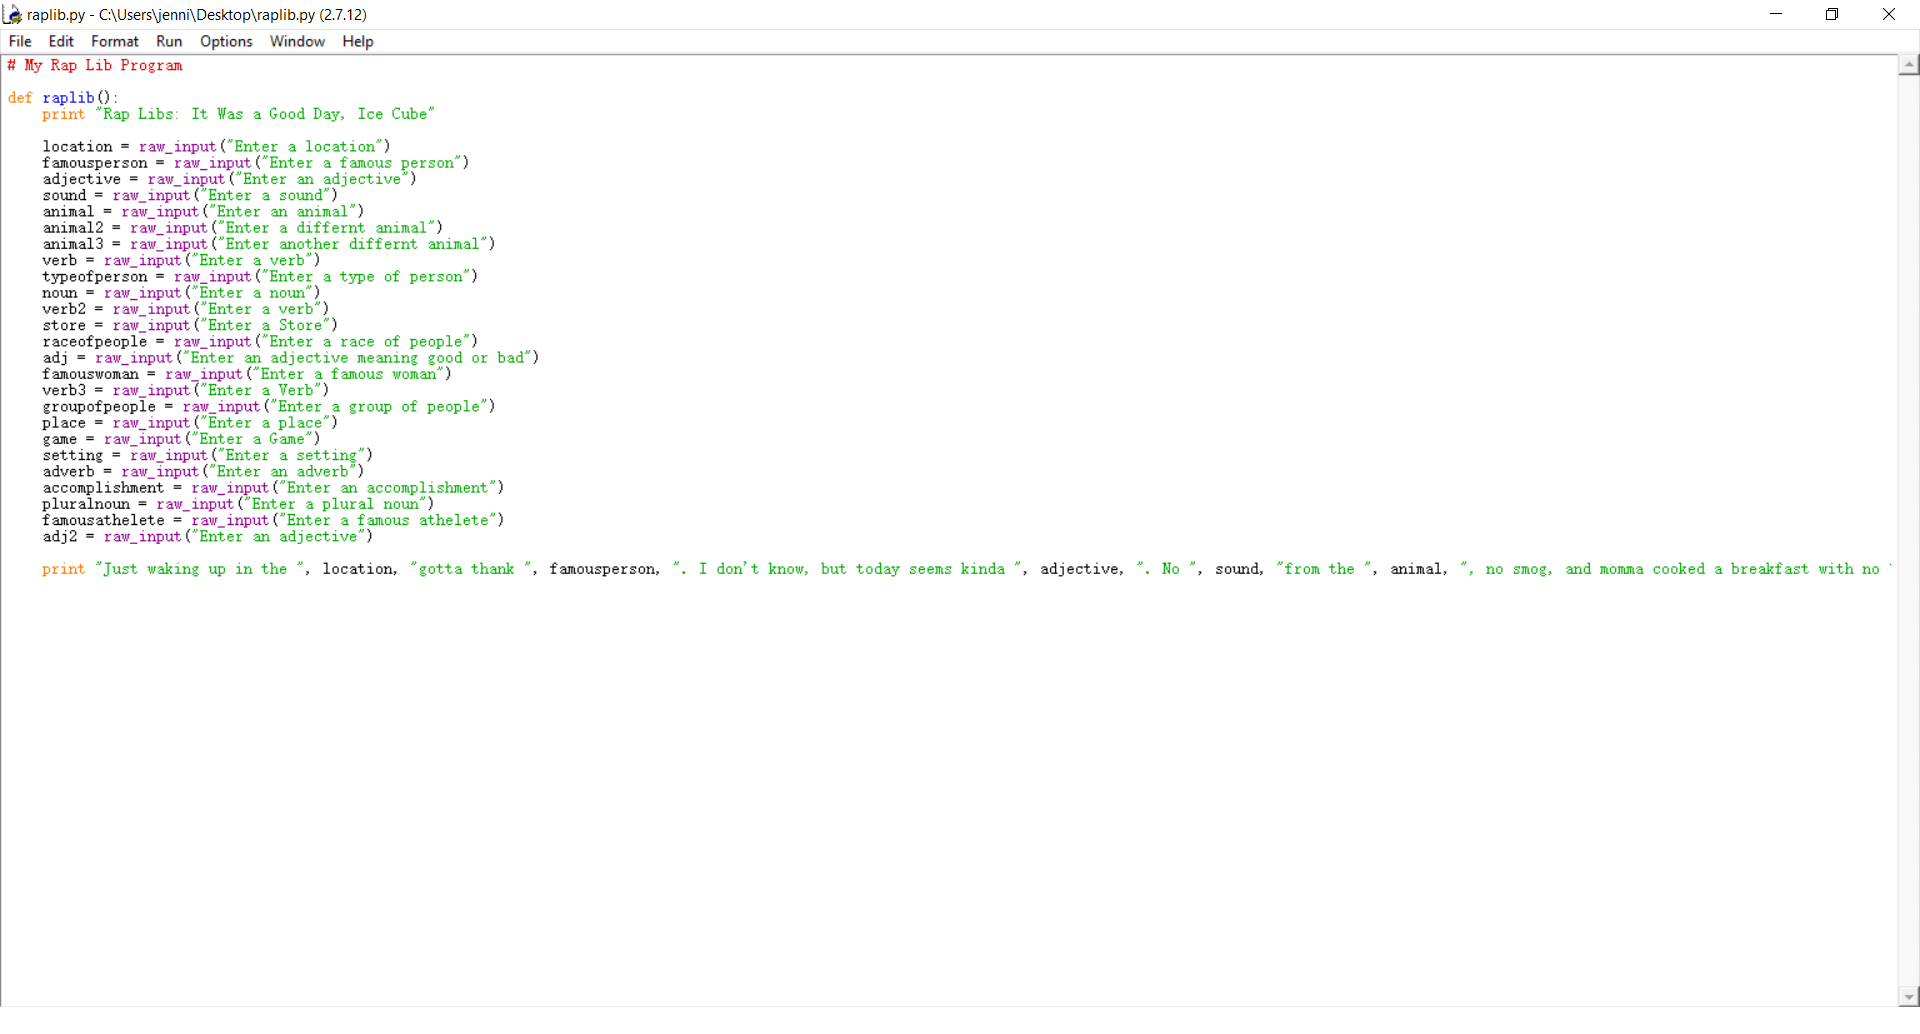 raplib.py - C:\Users\jenni\Desktop\raplib.py (2.7.12)
File Edit Format Run Options Window Help
# My Rap Lib Program
def raplib():
    print "Rap Libs: It Was a Good Day, Ice Cube"
    location = raw_input("Enter a location")
    famousperson = raw_input("Enter a famous person")
    adjective = raw_input("Enter an adjective")
    sound = raw_input("Enter a sound")
    animal = raw_input("Enter an animal")
    animal2 = raw_input("Enter a differnt animal")
    animal3 = raw_input("Enter another differnt animal")
    verb = raw_input("Enter a verb")
    typeofperson = raw_input("Enter a type of person")
    noun = raw_input("Enter a noun")
    verb2 = raw_input("Enter a verb")
    store = raw_input("Enter a Store")
    raceofpeople = raw_input("Enter a race of people")
    adj = raw_input("Enter an adjective meaning good or bad")
    famouswoman = raw_input("Enter a famous woman")
    verb3 = raw_input("Enter a Verb")
    groupofpeople = raw_input("Enter a group of people")
    place = raw_input("Enter a place")
    game = raw_input("Enter a Game")
    setting = raw_input("Enter a setting")
    adverb = raw_input("Enter an adverb")
    accomplishment = raw_input("Enter an accomplishment")
    pluralnoun = raw_input("Enter a plural noun")
    famousathelete = raw_input("Enter a famous athelete")
    adj2 = raw_input("Enter an adjective")
    print "Just waking up in the ", location, "gotta thank ", famousperson, ". I don't know, but today seems kinda ", adjective, ". No ", sound, "from the ", animal, ", no smog, and momma cooked a breakfast with no